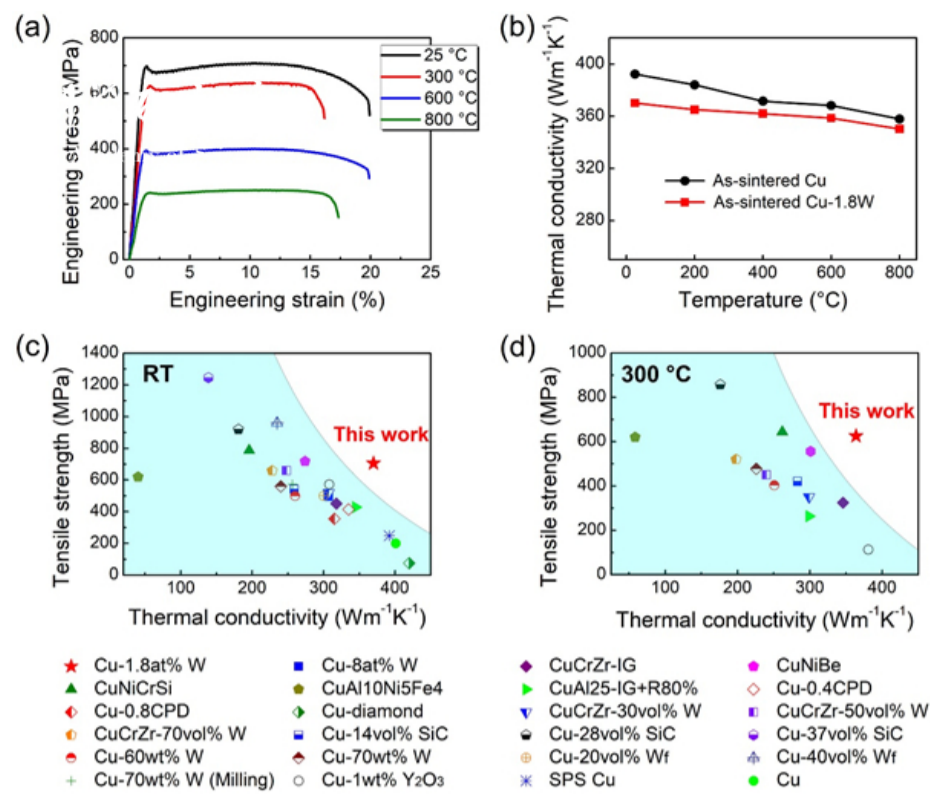 (a)
800
600
400
200
0
0 5 10 15 20 25
Engineering stress (MPa)
Engineering strain (%)
25 °C
300 °C
600 °C
800 °C
(b)
400
360
320
280
0 200 400 600 800
Thermal conductivity (Wm⁻¹K⁻¹)
Temperature (°C)
As-sintered Cu
As-sintered Cu-1.8W
(c)
1400
1200
1000
800
600
400
200
0
100 200 300 400
RT
This work
Tensile strength (MPa)
Thermal conductivity (Wm⁻¹K⁻¹)
(d)
1000
800
600
400
200
0
100 200 300 400
300 °C
This work
Tensile strength (MPa)
Thermal conductivity (Wm⁻¹K⁻¹)
Cu-1.8at% W Cu-8at% W CuCrZr-IG CuNiBe
CuNiCrSi CuAl10Ni5Fe4 CuAl25-IG+R80% Cu-0.4CPD
Cu-0.8CPD Cu-diamond CuCrZr-30vol% W CuCrZr-50vol% W
CuCrZr-70vol% W Cu-14vol% SiC Cu-28vol% SiC Cu-37vol% SiC
Cu-60wt% W Cu-70wt% W Cu-20vol% Wf Cu-40vol% Wf
Cu-70wt% W (Milling) Cu-1wt% Y₂O₃ SPS Cu Cu